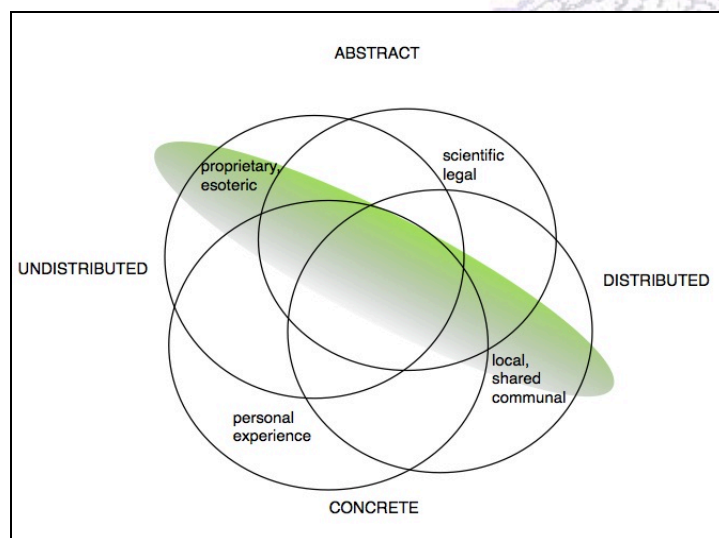 ABSTRACT
scientific
legal
proprietary,
esoteric
UNDISTRIBUTED
DISTRIBUTED
local,
shared
communal
personal
experience
CONCRETE